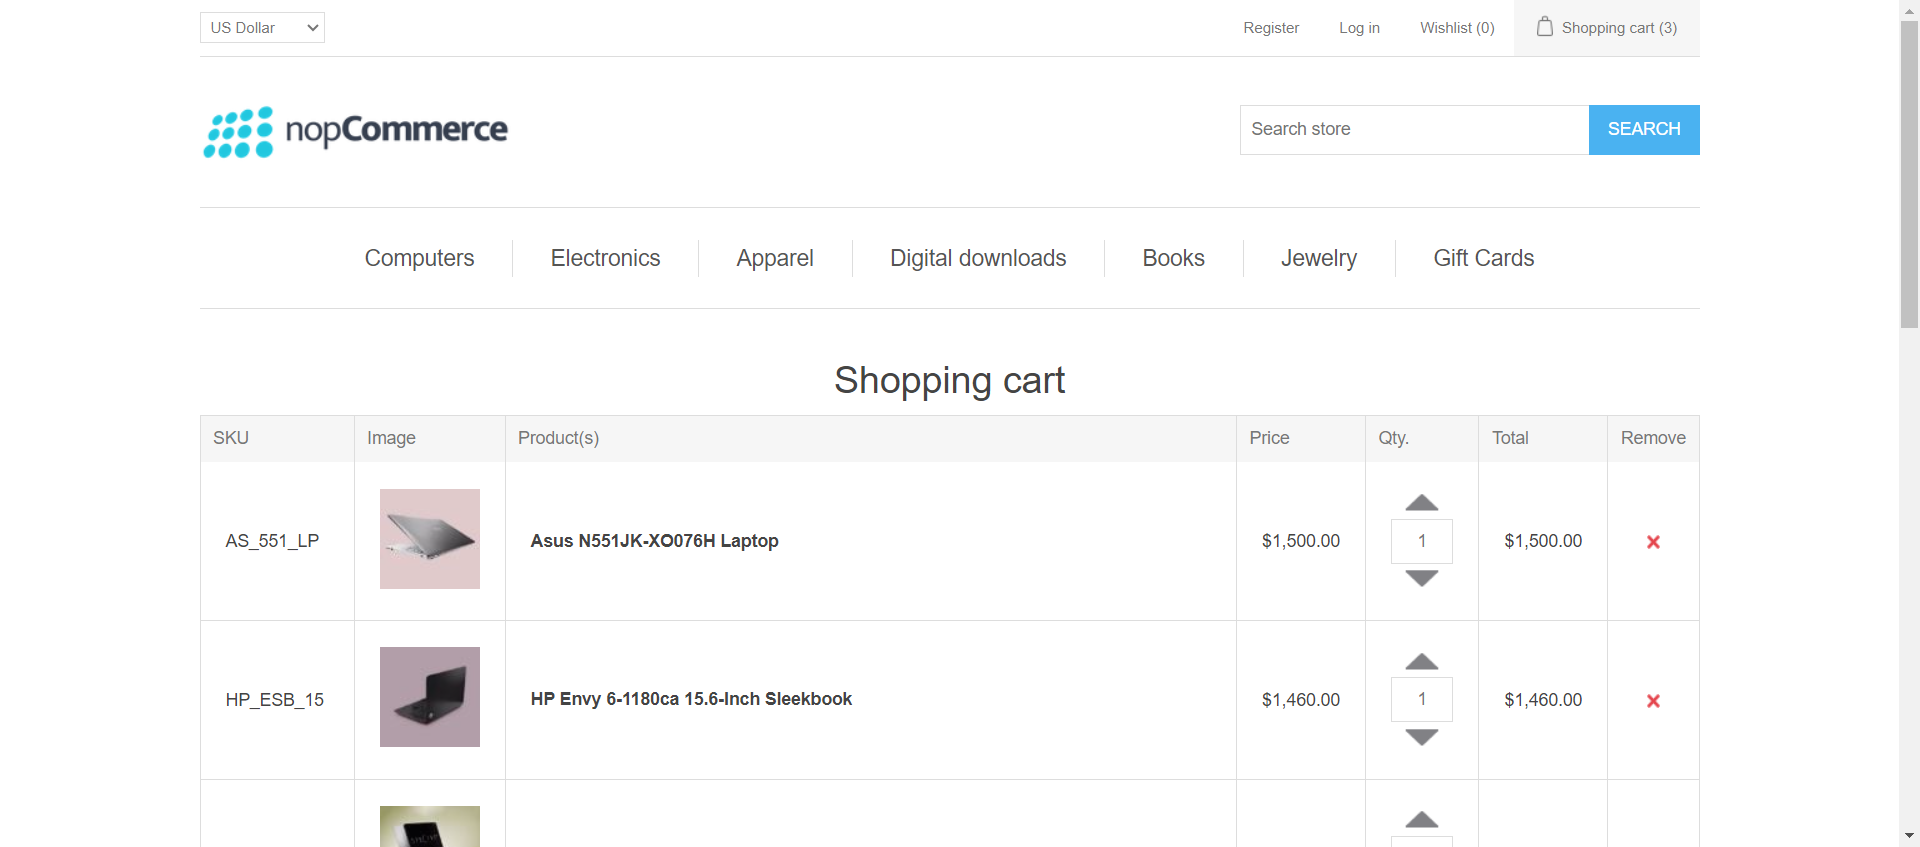 US Dollar
Register
Log in
Wishlist (0)
Shopping cart (3)
nopCommerce
Search store
SEARCH
Computers
Electronics
Apparel
Digital downloads
Books
Jewelry
Gift Cards
Shopping cart
SKU Image Product(s) Price Qty. Total Remove
AS_551_LP Asus N551JK-XO076H Laptop $1,500.00 1 $1,500.00
HP_ESB_15 HP Envy 6-1180ca 15.6-Inch Sleekbook $1,460.00 1 $1,460.00